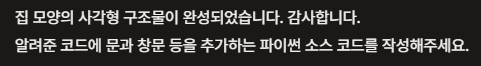 집 모양의 사각형 구조물이 완성되었습니다. 감사합니다.
알려준 코드에 문과 창문 등을 추가하는 파이썬 소스 코드를 작성해주세요.